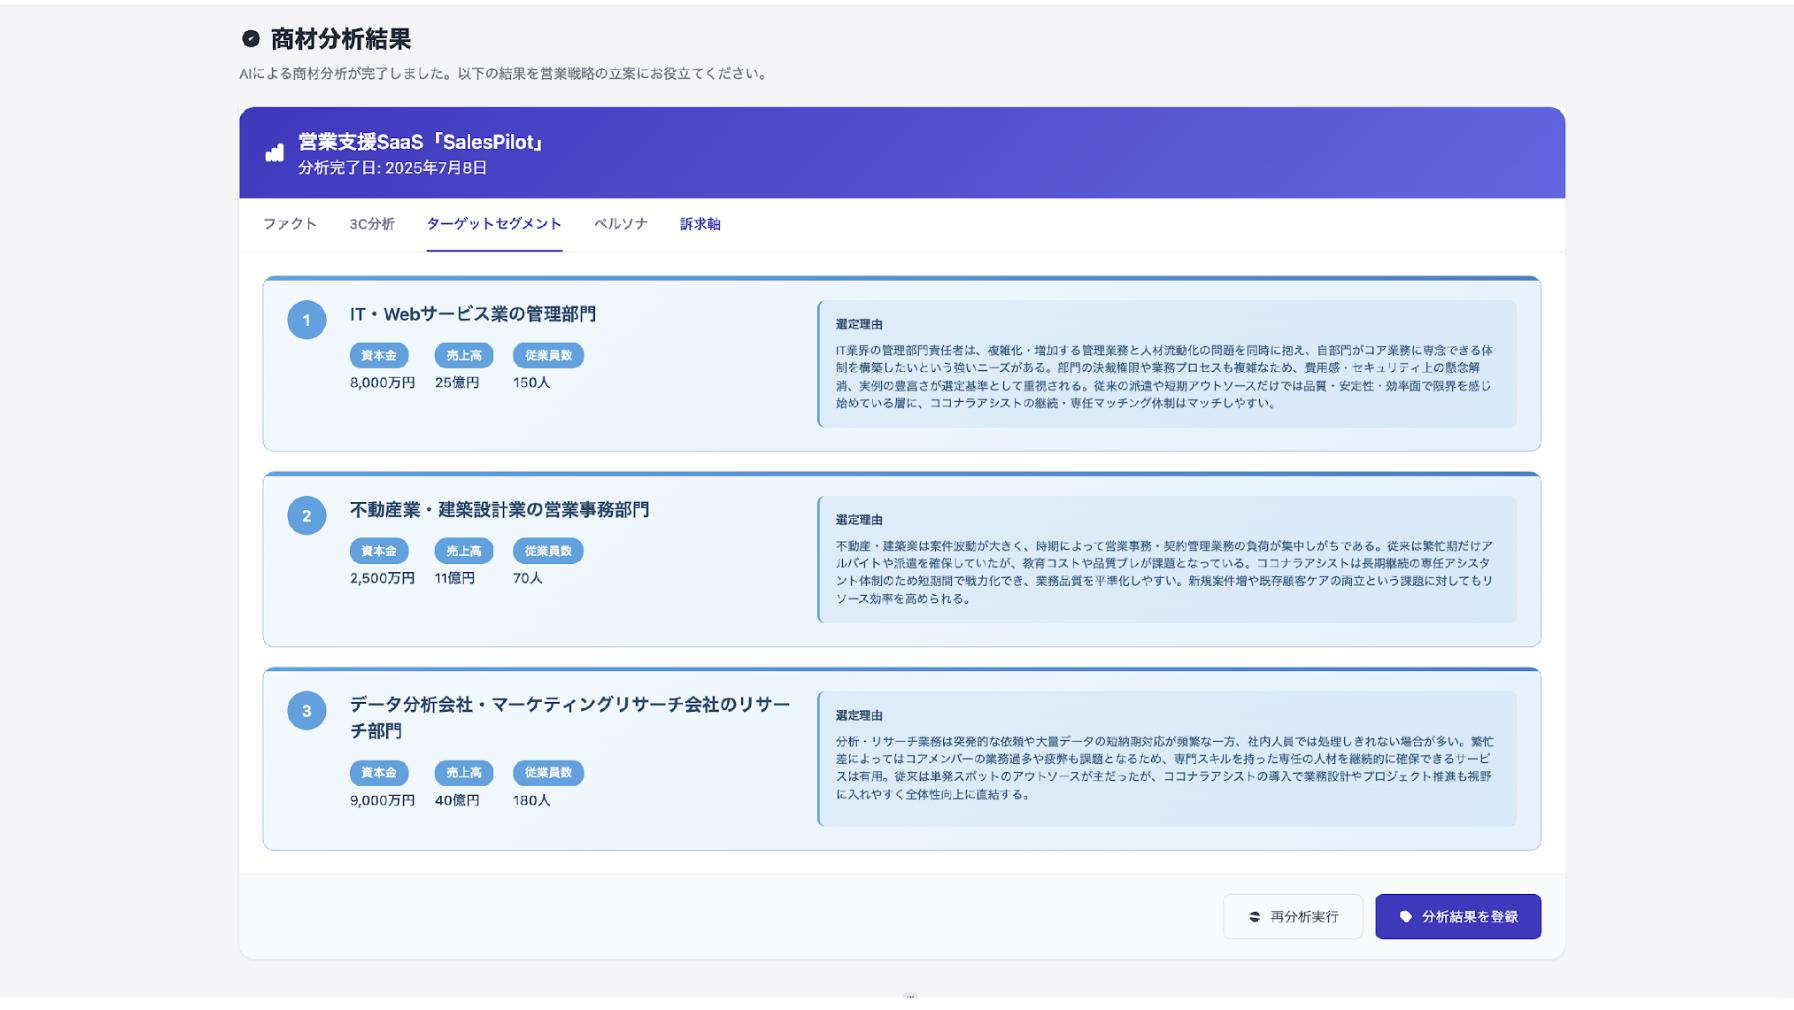 商材分析結果
AIによる商材分析が完了しました。以下の結果を営業戦略の立案にお役立てください。
営業支援SaaS「SalesPilot」
分析完了日: 2025年7月8日
ファクト 3C分析 ターゲットセグメント ペルソナ 訴求軸
1 IT・Webサービス業の管理部門
資本金 売上高 従業員数
8,000万円 25億円 150人
選定理由
IT業界の管理部門責任者は、複雑化・増加する管理業務と人材流動化の問題を同時に抱え、自部門がコア業務に専念できる体
制を構築したいという強いニーズがある。部門の決裁権限や業務プロセスも複雑なため、費用感・セキュリティ上の懸念解
消、実例の豊富さが選定基準として重視される。従来の派遣や短期アウトソースだけでは品質・安定性・効率面で限界を感じ
始めている層に、ココナラアシストの継続・専任マッチング体制はマッチしやすい。
2 不動産業・建築設計業の営業事務部門
資本金 売上高 従業員数
2,500万円 11億円 70人
選定理由
不動産・建築業は案件波動が大きく、時期によって営業事務・契約管理業務の負荷が集中しがちである。従来は繁忙期だけア
ルバイトや派遣を確保していたが、教育コストや品質ブレが課題となっている。ココナラアシストは長期継続の専任アシスタ
ント体制のため短期間で戦力化でき、業務品質を平準化しやすい。新規案件増や既存顧客ケアの両立という課題に対してもリ
ソース効率を高められる。
3 データ分析会社・マーケティングリサーチ会社のリサー
チ部門
資本金 売上高 従業員数
9,000万円 40億円 180人
選定理由
分析・リサーチ業務は突発的な依頼や大量データの短納期対応が頻繁な一方、社内人員では処理しきれない場合が多い。繁忙
差によってはコアメンバーの業務過多や疲弊も課題となるため、専門スキルを持った専任の人材を継続的に確保できるサービ
スは有用。従来は単発スポットのアウトソースが主だったが、ココナラアシストの導入で業務設計やプロジェクト推進も視野
に入れやすく全体性向上に直結する。
再分析実行 分析結果を登録